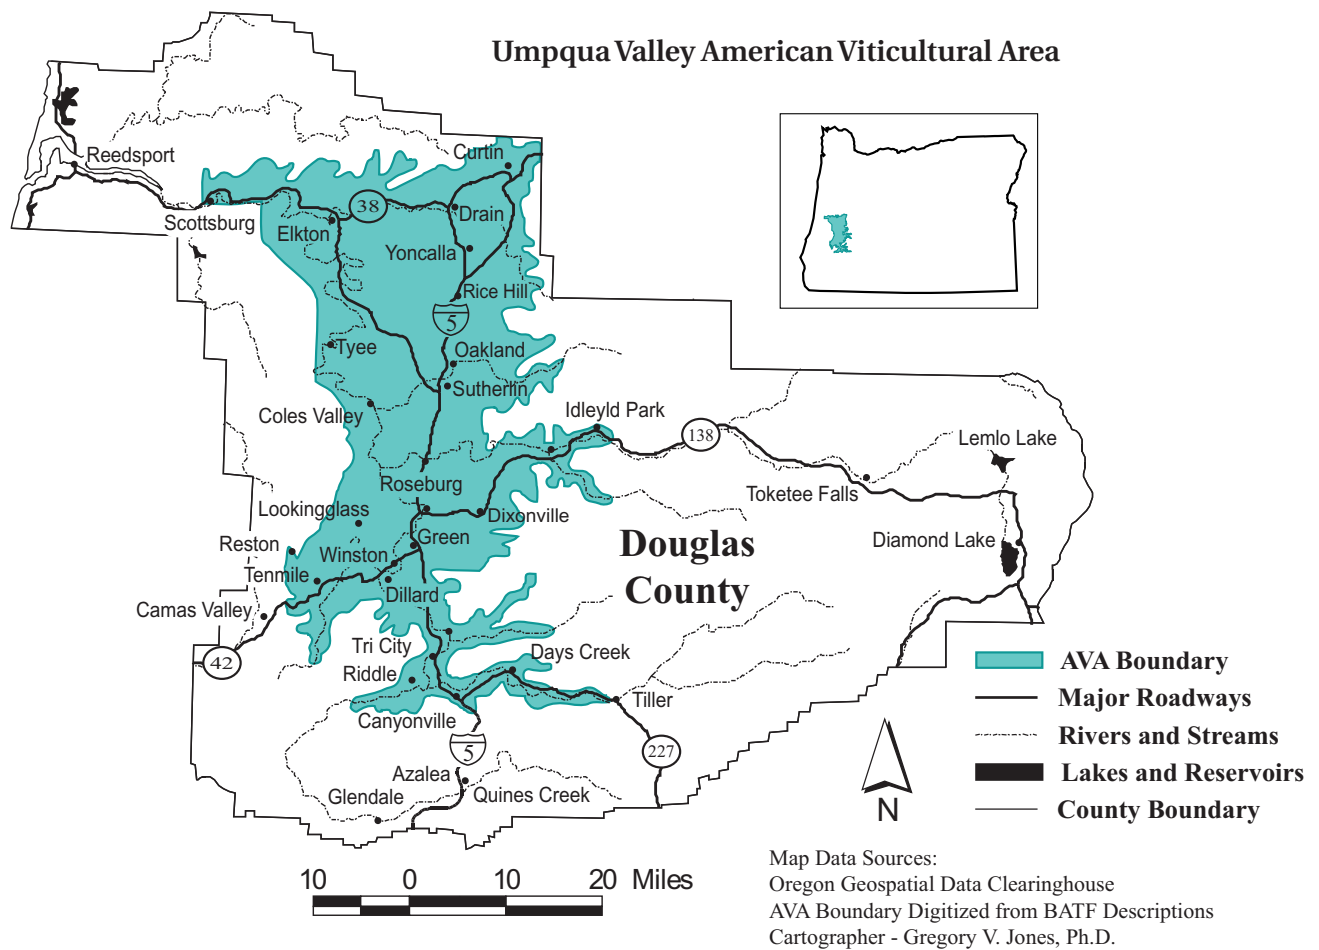 Umpqua Valley American Viticultural Area
Curtin
Reedsport
38
Drain
Scottsburg
Elkton
Yoncalla
Rice Hill
5
Tyee
Oakland
Sutherlin
Coles Valley
Idleyld Park
138
Lemlo Lake
Roseburg
Toketee Falls
Lookingglass
Dixonville
Green
Reston
Winston
Douglas
County
Diamond Lake
Tenmile
Dillard
Camas Valley
Tri City
Days Creek
42
Riddle
Tiller
Canyonville
5
227
Azalea
Glendale
Quines Creek
AVA Boundary
Major Roadways
Rivers and Streams
Lakes and Reservoirs
County Boundary
N
10 0 10 20 Miles
Map Data Sources:
Oregon Geospatial Data Clearinghouse
AVA Boundary Digitized from BATF Descriptions
Cartographer - Gregory V. Jones, Ph.D.